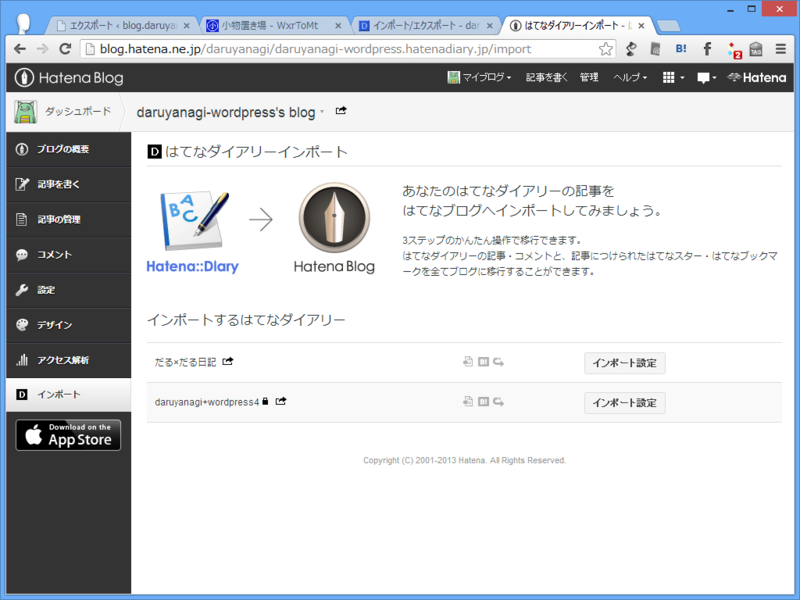 エクスポート ‹ blog.daruya
小物置き場 - WxrToMt
インポート/エクスポート - dar
はてなダイアリーインポート - D
blog.hatena.ne.jp/daruyanagi/daruyanagi-wordpress.hatenadiary.jp/import
B!
2
Hatena Blog
マイブログ
記事を書く
管理
ヘルプ
Hatena
ダッシュボード
daruyanagi-wordpress's blog
ブログの概要
記事を書く
記事の管理
コメント
設定
デザイン
アクセス解析
D インポート
Download on the
App Store
D はてなダイアリーインポート
B A C
Hatena::Diary
Hatena Blog
あなたのはてなダイアリーの記事を
はてなブログへインポートしてみましょう。
3ステップのかんたん操作で移行できます。
はてなダイアリーの記事・コメントと、記事につけられたはてなスター・はてなブックマ
ークを全てブログに移行することができます。
インポートするはてなダイアリー
だる×だる日記
インポート設定
daruyanagi+wordpress4
インポート設定
Copyright (C) 2001-2013 Hatena. All Rights Reserved.